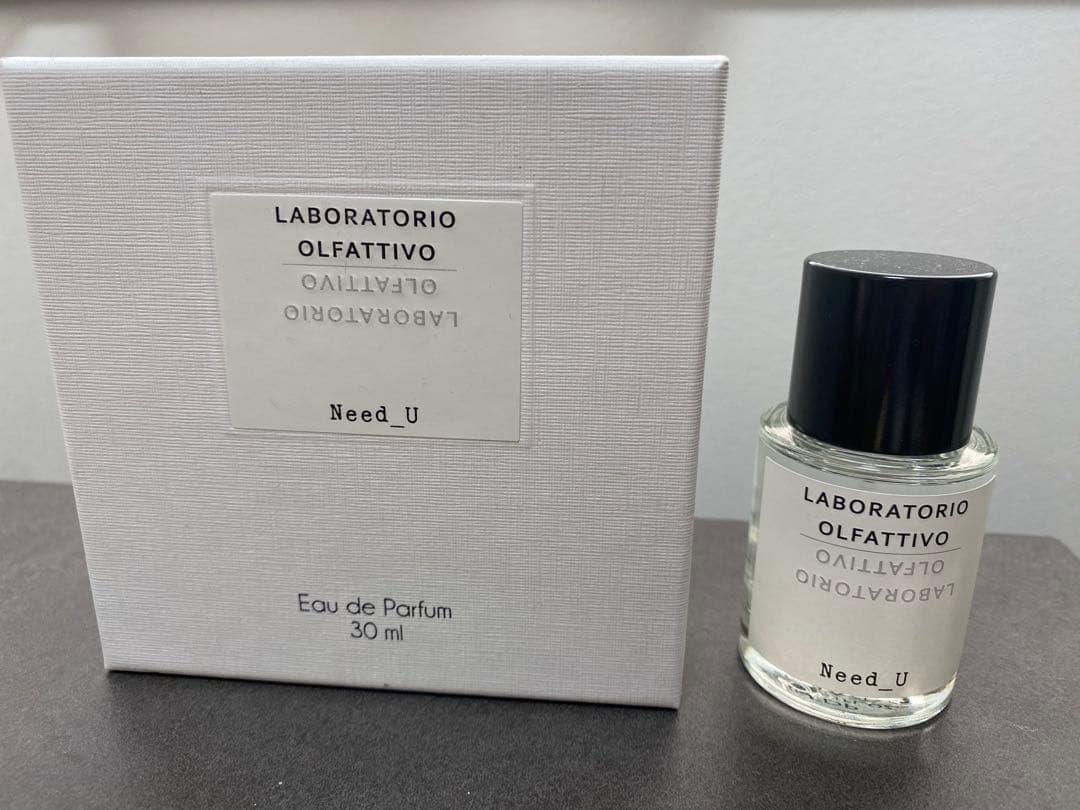 LABORATORIO
OLFATTIVO
OLFATTIVO
LABORATORIO
Need_U
Eau de Parfum
30 ml
LABORATORIO
OLFATTIVO
OLFATTIVO
LABORATORIO
Need_U